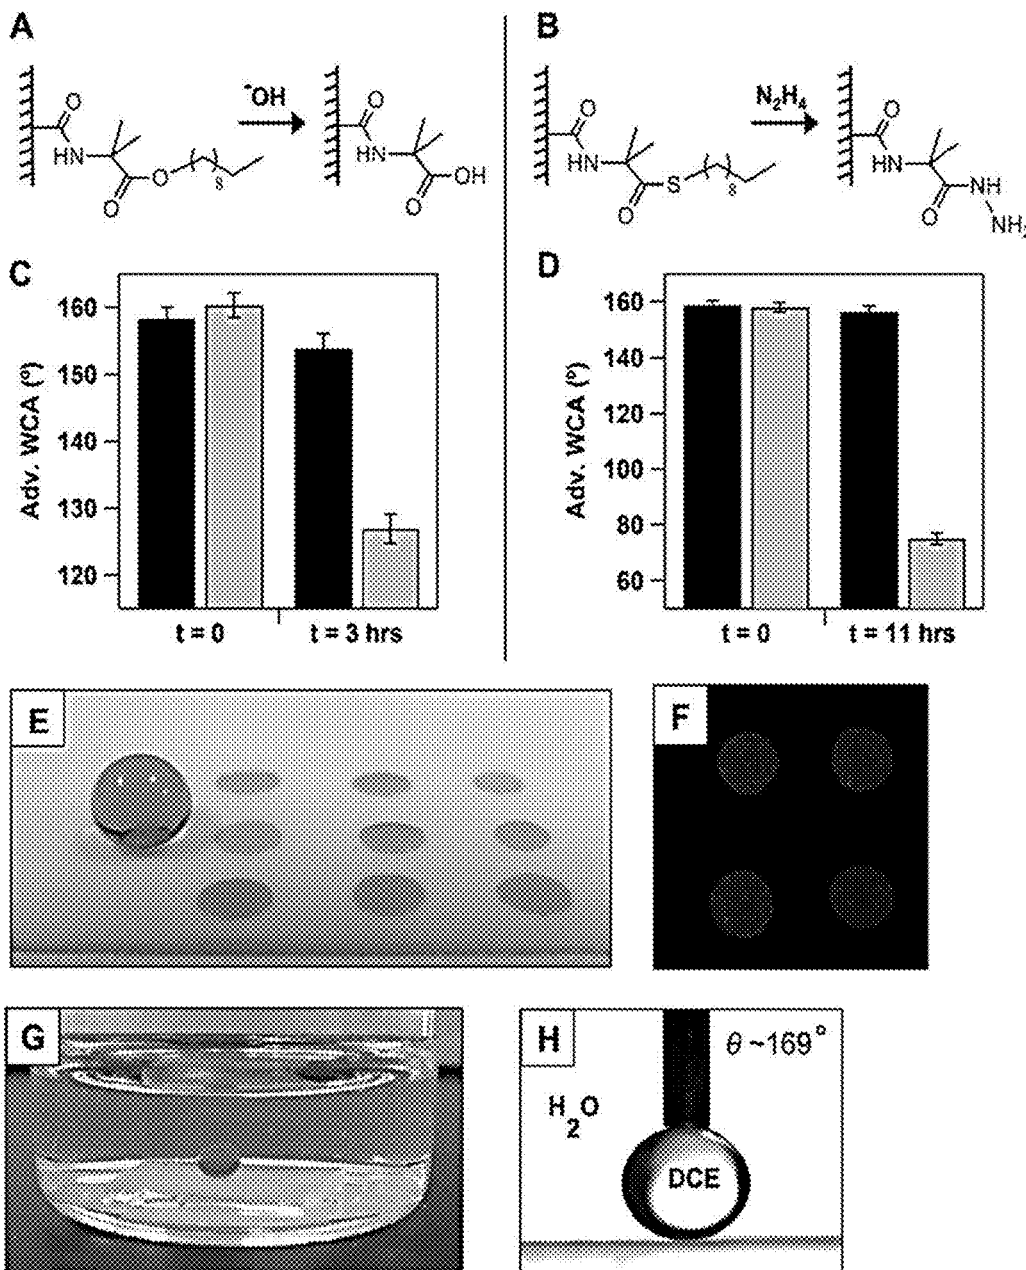 A
O
HN
O
O
8
⁻OH
O
HN
OH
O
B
O
HN
S
O
8
N₂H₄
O
HN
NH
O
NH₂
C
Adv. WCA (º)
160
150
140
130
120
t = 0
t = 3 hrs
D
Adv. WCA (º)
160
140
120
100
80
60
t = 0
t = 11 hrs
E
F
G
H
θ ~169°
H₂O
DCE